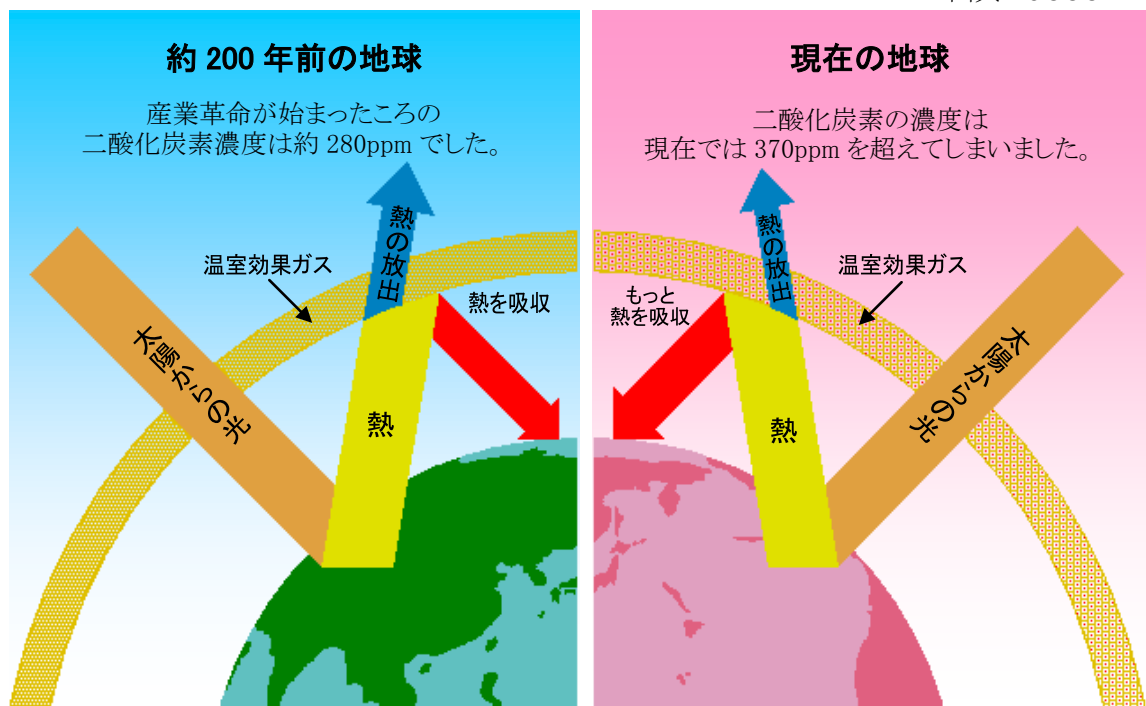 約 200 年前の地球
産業革命が始まったころの
二酸化炭素濃度は約 280ppm でした。
熱の放出
温室効果ガス
熱を吸収
太陽からの光
熱
現在の地球
二酸化炭素の濃度は
現在では 370ppm を超えてしまいました。
熱の放出
もっと
熱を吸収
温室効果ガス
太陽からの光
熱